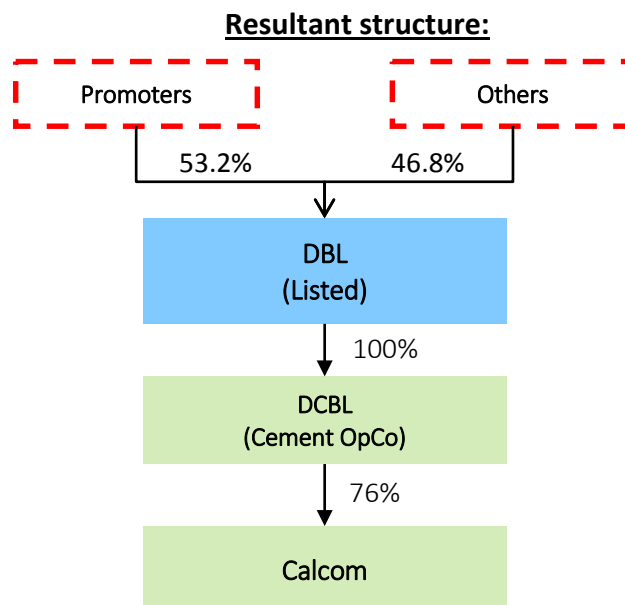 Resultant structure:
Promoters
Others
53.2%
46.8%
DBL
(Listed)
100%
DCBL
(Cement OpCo)
76%
Calcom